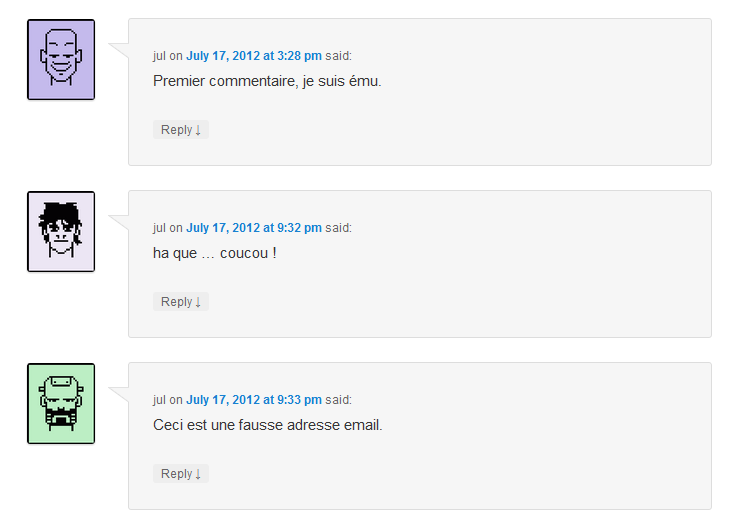 jul on July 17, 2012 at 3:28 pm said:
Premier commentaire, je suis ému.
Reply ↓
jul on July 17, 2012 at 9:32 pm said:
ha que … coucou !
Reply ↓
jul on July 17, 2012 at 9:33 pm said:
Ceci est une fausse adresse email.
Reply ↓